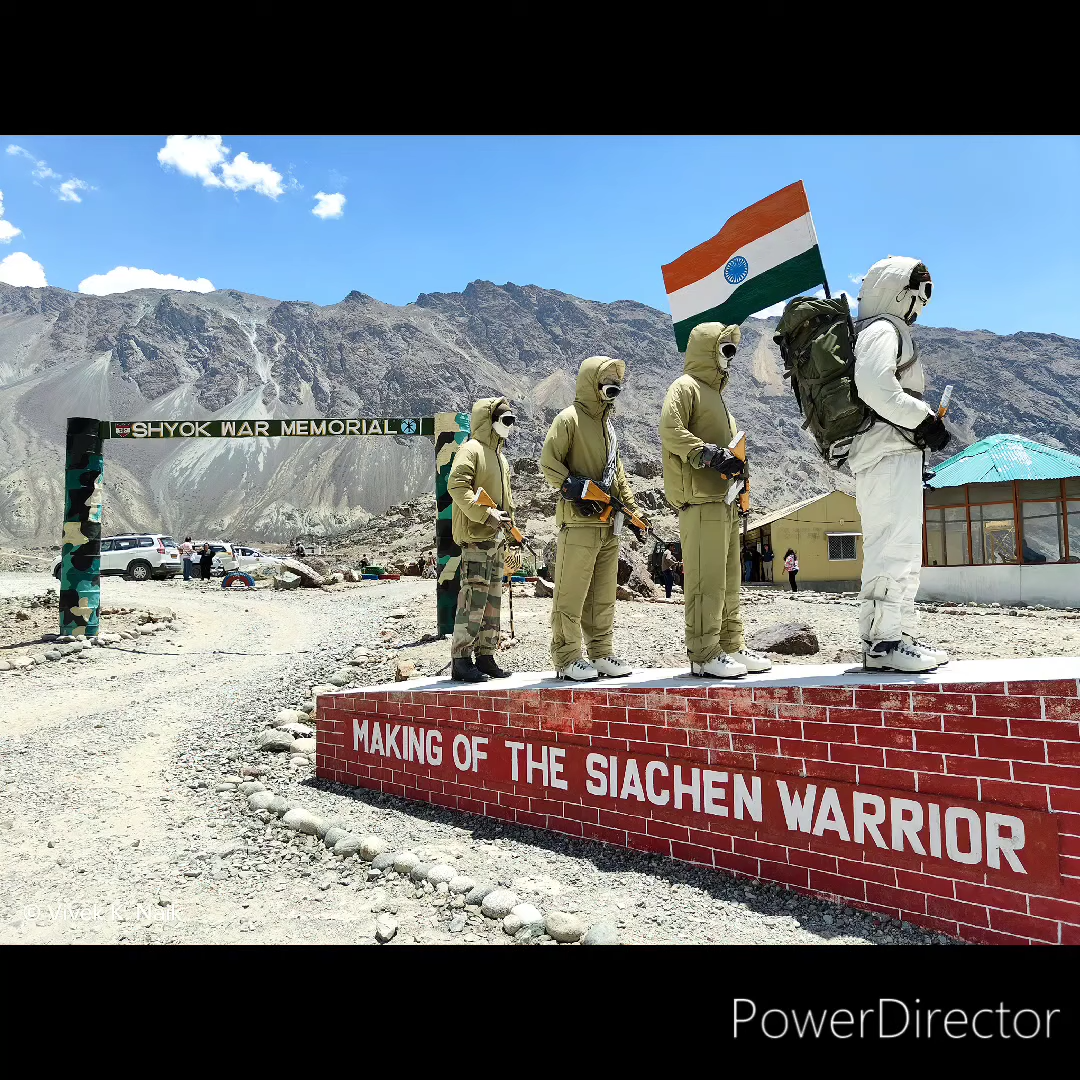 SHYOK WAR MEMORIAL
MAKING OF THE SIACHEN WARRIOR
© Vivek K. Naik
PowerDirector